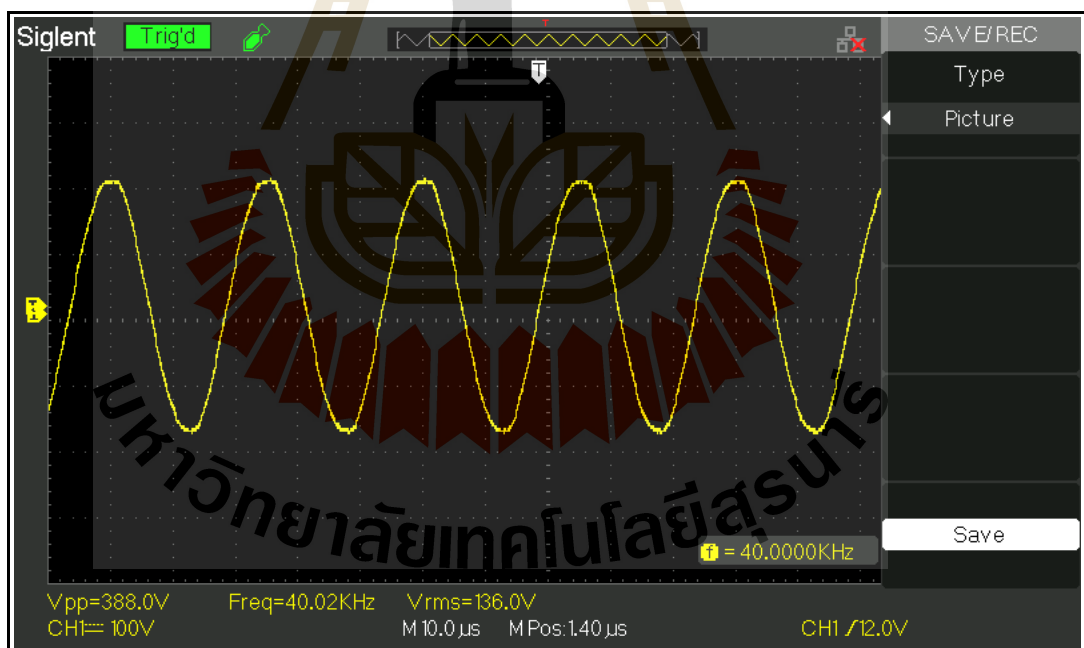 Siglent Trig'd T SAVE/REC
T
Type
Picture
มหาวิทยาลัยเทคโนโลยีสุรนารี
f = 40.0000KHz
Save
Vpp=388.0V Freq=40.02KHz Vrms=136.0V
CH1 100V M 10.0 µs M Pos:1.40 µs CH1 12.0V